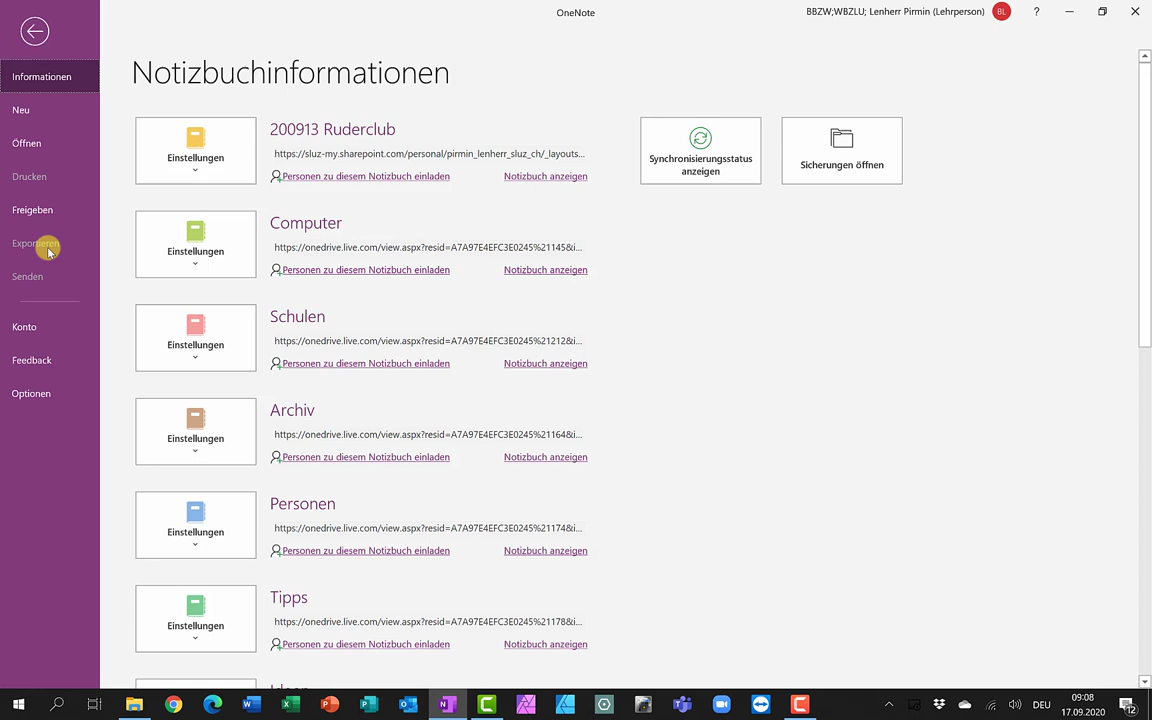 OneNote
BBZW;WBZLU; Lenherr Pirmin (Lehrperson)
BL
?
Informationen
Neu
Öffnen
Drucken
Freigeben
Exportieren
Senden
Konto
Feedback
Optionen
Notizbuchinformationen
Einstellungen
200913 Ruderclub
https://sluz-my.sharepoint.com/personal/pirmin_lenherr_sluz_ch/_layouts...
Personen zu diesem Notizbuch einladen
Notizbuch anzeigen
Einstellungen
Computer
https://onedrive.live.com/view.aspx?resid=A7A97E4EFC3E0245%21145&i...
Personen zu diesem Notizbuch einladen
Notizbuch anzeigen
Einstellungen
Schulen
https://onedrive.live.com/view.aspx?resid=A7A97E4EFC3E0245%21212&i...
Personen zu diesem Notizbuch einladen
Notizbuch anzeigen
Einstellungen
Archiv
https://onedrive.live.com/view.aspx?resid=A7A97E4EFC3E0245%21164&i...
Personen zu diesem Notizbuch einladen
Notizbuch anzeigen
Einstellungen
Personen
https://onedrive.live.com/view.aspx?resid=A7A97E4EFC3E0245%21174&i...
Personen zu diesem Notizbuch einladen
Notizbuch anzeigen
Einstellungen
Tipps
https://onedrive.live.com/view.aspx?resid=A7A97E4EFC3E0245%21178&i...
Personen zu diesem Notizbuch einladen
Notizbuch anzeigen
Synchronisierungsstatus
anzeigen
Sicherungen öffnen
DEU
09:08
17.09.2020
12